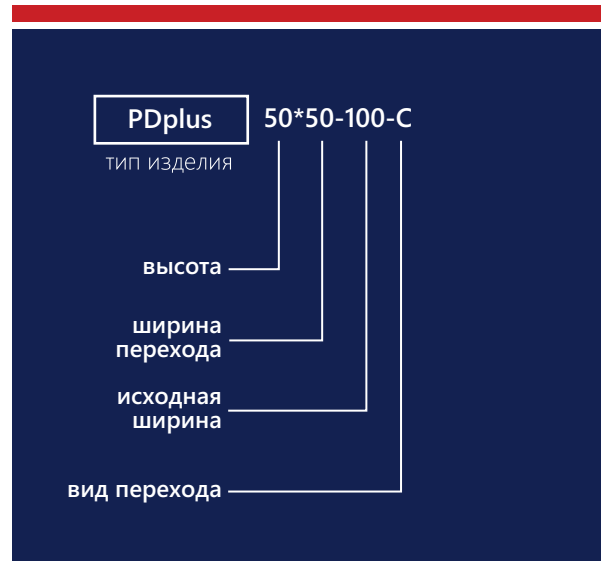 PDplus 50*50-100-C
тип изделия
высота
ширина
перехода
исходная
ширина
вид перехода